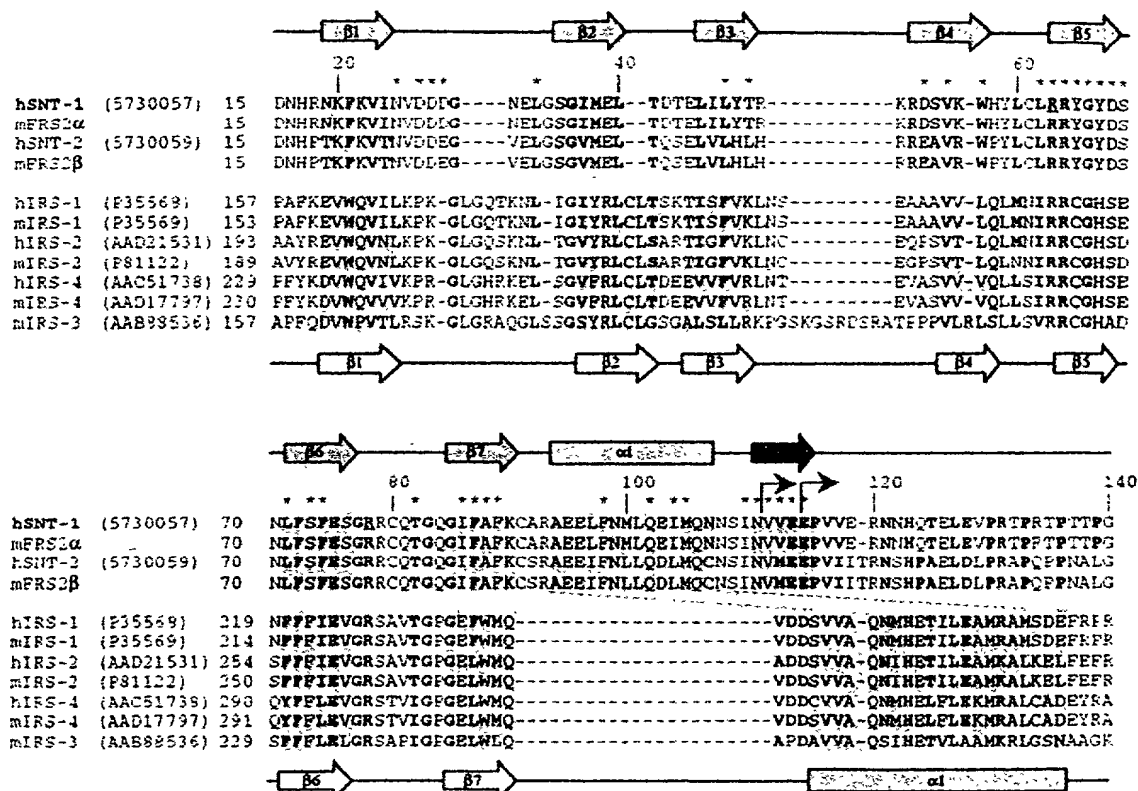 β1 β2 β3 β4 β5
20 40 60
* *** * * * * * * *********
hSNT-1 (5730057) 15 DNHRNKFKVINVDDDG----NELGSGIMEL-TDTELILYTR---------KRDSVK-WHYLCLRRYGYDS
mFRS2α 15 DNHRNKFKVINVDDDG----NELGSGIMEL-TDTELILYTR---------KRDSVK-WHYLCLRRYGYDS
hSNT-2 (5730059) 15 DNHPTKFKVTNVDDEG----VELGSGVMEL-TQSELVLHLH---------RREAVR-WPYLCLRRYGYDS
mFRS2β 15 DNHPTKFKVTNVDDEG----VELGSGVMEL-TQSELVLHLH---------RREAVR-WPYLCLRRYGYDS
hIRS-1 (P35568) 157 PAFKEVWQVILKPK-GLGQTKNL-IGIYRLCLTSKTISFVKLNS---------EAAAVV-LQLMNIRRCGHSE
mIRS-1 (P35569) 153 PAFKEVWQVILKPK-GLGQTKNL-IGIYRLCLTSKTISFVKLNS---------EAAAVV-LQLMNIRRCGHSE
hIRS-2 (AAD21531) 193 AAYREVWQVNLKPK-GLGQSKNL-TGVYRLCLSARTIGFVKLNC---------EQPSVT-LQLMNIRRCGHSD
mIRS-2 (P81122) 189 AVYREVWQVNLKPK-GLGQSKNL-TGVYRLCLSARTIGFVKLNC---------EGPSVT-LQLNNIRRCGHSD
hIRS-4 (AAC51738) 229 PFYKDVWQVIVKPR-GLGHRKEL-SGVFRLCLTDEEVVFVRLNT---------EVASVV-VQLLSIRRCGHSE
mIRS-4 (AAD17797) 230 PFYKDVWQVVVKPR-GLGHRKEL-SGVFRLCLTDEEVVFVRLNT---------EVASVV-VQLLSIRRCGHSE
mIRS-3 (AAB88536) 157 APFQDVWPVTLRSK-GLGRAQGLSSGSYRLCLGSGALSLLRKPGSKGSRDSRATPPPVLRLSLLSVRRCGHAD
β1 β2 β3 β4 β5
β6 β7 α1
80 100 120 140
* *** * **** * * ** *****
hSNT-1 (5730057) 70 NLFSFESGRRCQTGQGIFAFKCARAEELFNMLQEIMQNNSINVVEEPVVE-RNNHQTELEVPRTPRTPTTPG
mFRS2α 70 NLFSFESGRRCQTGQGIFAFKCARAEELFNMLQEIMQNNSINVVEEPVVE-RNNHQTELEVPRTPRTPTTPG
hSNT-2 (5730059) 70 NLFSFESGRRCQTGQGIFAFKCSRAEEIFNLLQDLMQCNSINVMEEPVIITRNSHPAELDLPRAPQPPNALG
mFRS2β 70 NLFSFESGRRCQTGQGIFAFKCSRAEEIFNLLQDLMQCNSINVMEEPVIITRNSHPAELDLPRAPQPPNALG
hIRS-1 (P35568) 219 NFFFIEVGRSAVTGPGEFWMQ----------------------VDDSVVA-QNMHETILEAMRAMSDEFRPR
mIRS-1 (P35569) 214 NFFFIEVGRSAVTGPGEFWMQ----------------------VDDSVVA-QNMHETILEAMRAMSDEFRPR
hIRS-2 (AAD21531) 254 SFFFIEVGRSAVTGPGELWMQ----------------------ADDSVVA-QNIHETILEAMKALKELFEFR
mIRS-2 (P81122) 250 SFFFIEVGRSAVTGPGELWMQ----------------------ADDSVVA-QNIHETILEAMKALKELFEFR
hIRS-4 (AAC51738) 290 QYFFLEVGRSTVIGPGELWMQ----------------------VDDCVVA-QNMHELFLEKMRALCADEYRA
mIRS-4 (AAD17797) 291 QYFFLEVGRSTVIGPGELWMQ----------------------VDDSVVA-QNMHELFLEKMRALCADEYRA
mIRS-3 (AAB88536) 229 SFFFLELGRSAPIGPGELWLQ----------------------APDAVVA-QSIHETVLAAMKRLGSNAAGK
β6 β7 α1